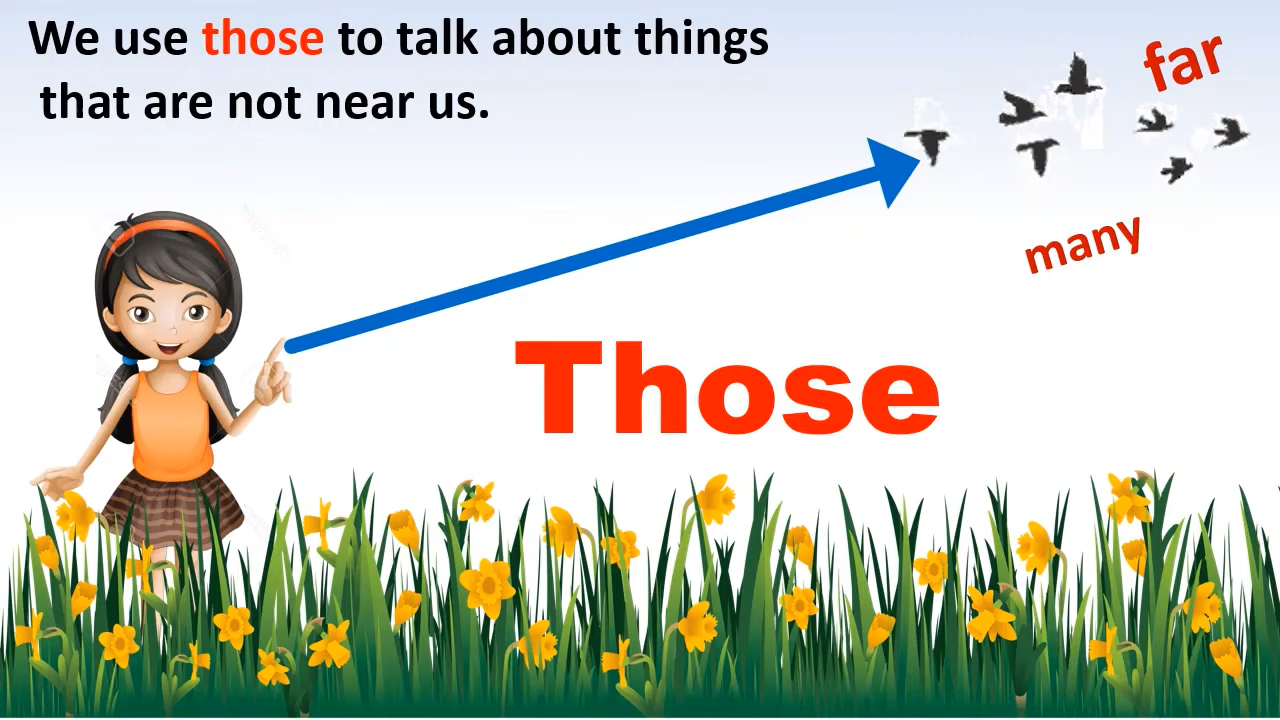 We use those to talk about things
that are not near us.
far
many
Those